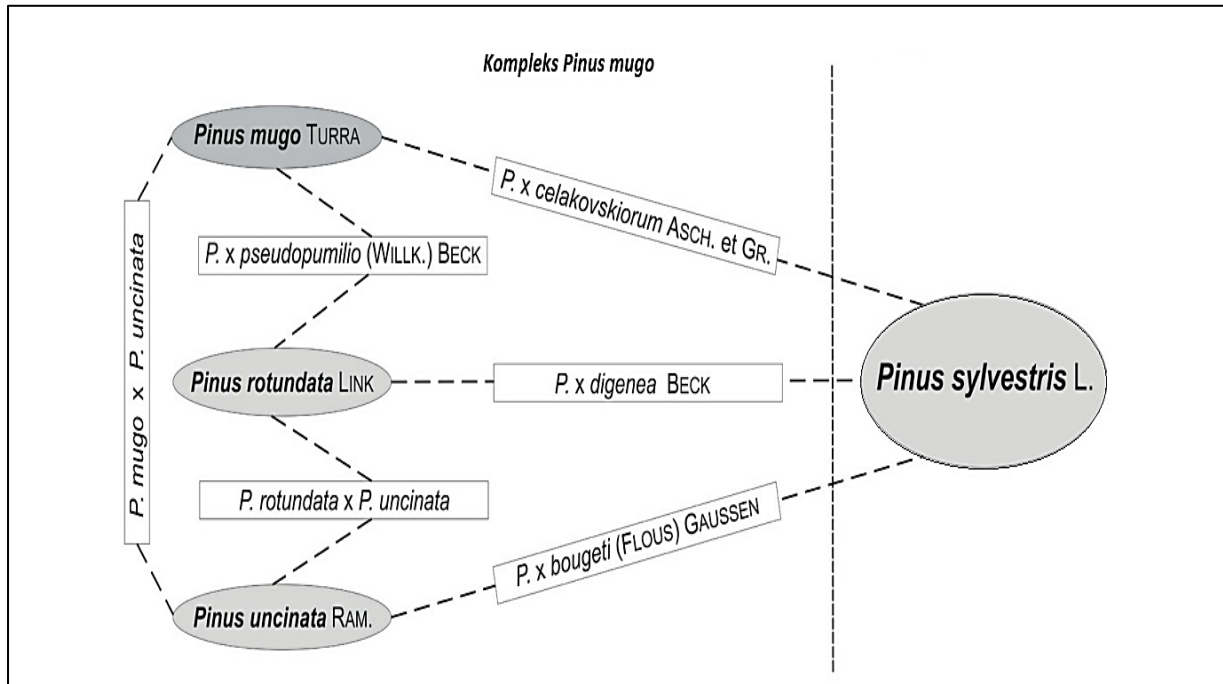 Kompleks Pinus mugo
Pinus mugo TURRA
P. x celakovskiorum ASCH. et GR.
P. x pseudopumilio (WILLK.) BECK
P. mugo x P. uncinata
Pinus rotundata LINK
P. x digenea BECK
Pinus sylvestris L.
P. rotundata x P. uncinata
P. x bougeti (FLOUS) GAUSSEN
Pinus uncinata RAM.